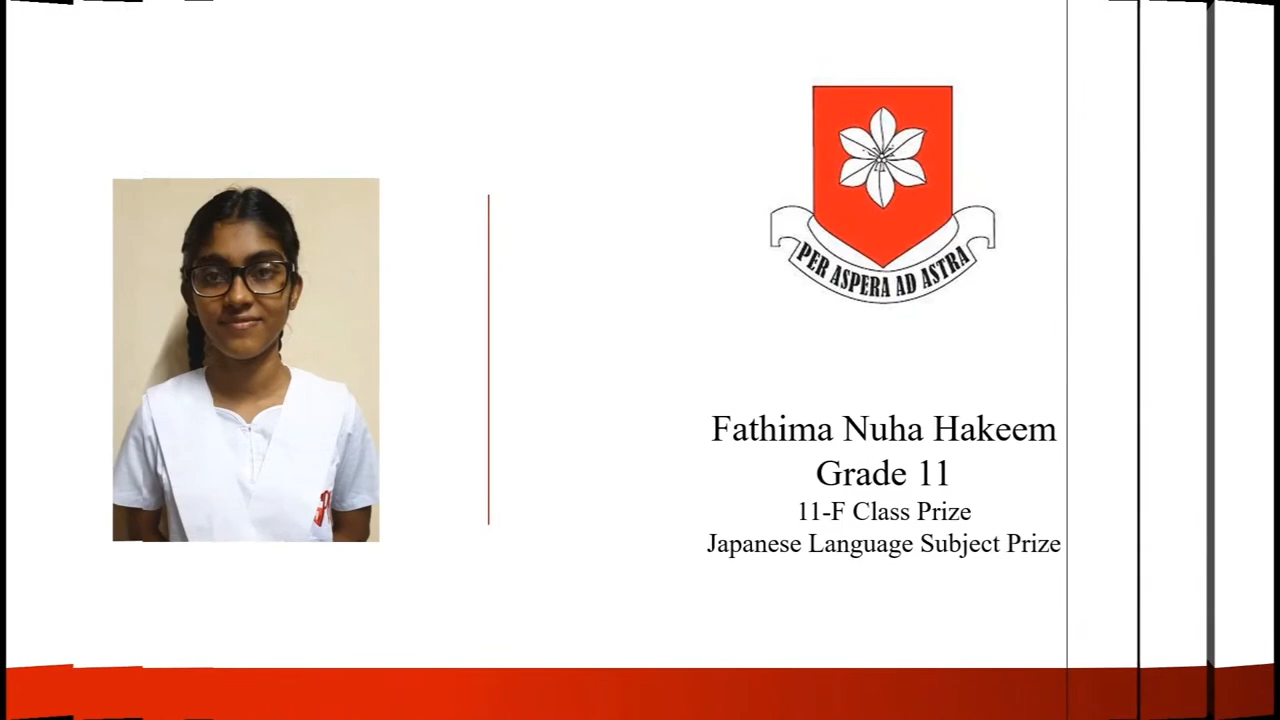 PER ASPERA AD ASTRA
Fathima Nuha Hakeem
Grade 11
11-F Class Prize
Japanese Language Subject Prize